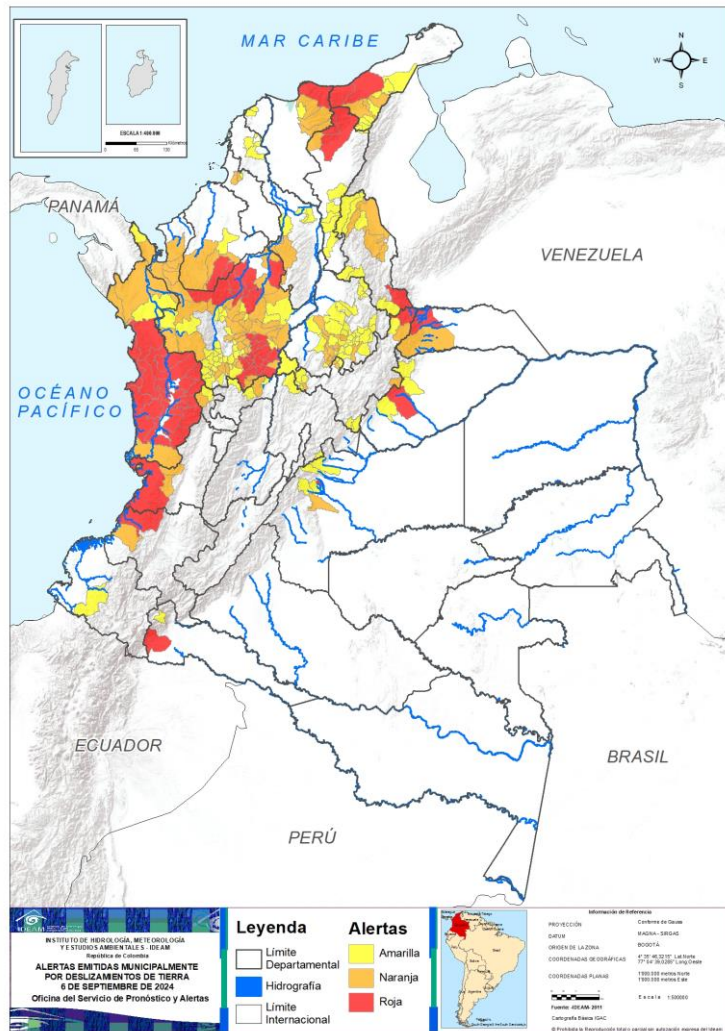 MAR CARIBE
N
W
E
S
ESCALA 1:400.000
PANAMÁ
VENEZUELA
OCÉANO
PACÍFICO
ECUADOR
BRASIL
PERÚ
IDEAM
INSTITUTO DE HIDROLOGÍA, METEOROLOGÍA
Y ESTUDIOS AMBIENTALES - IDEAM
República de Colombia
ALERTAS EMITIDAS MUNICIPALMENTE
POR DESLIZAMIENTOS DE TIERRA
6 DE SEPTIEMBRE DE 2024
Oficina del Servicio de Pronóstico y Alertas
Leyenda
Límite
Departamental
Hidrografía
Límite
Internacional
Alertas
Amarilla
Naranja
Roja
Información de Referencia
PROYECCIÓN Conforme de Gauss
DATUM MAGNA - SIRGAS
ORIGEN DE LA ZONA BOGOTÁ
COORDENADAS GEOGRÁFICAS
COORDENADAS PLANAS
Fuente: IDEAM- 2011
Cartografía Básica IGAC